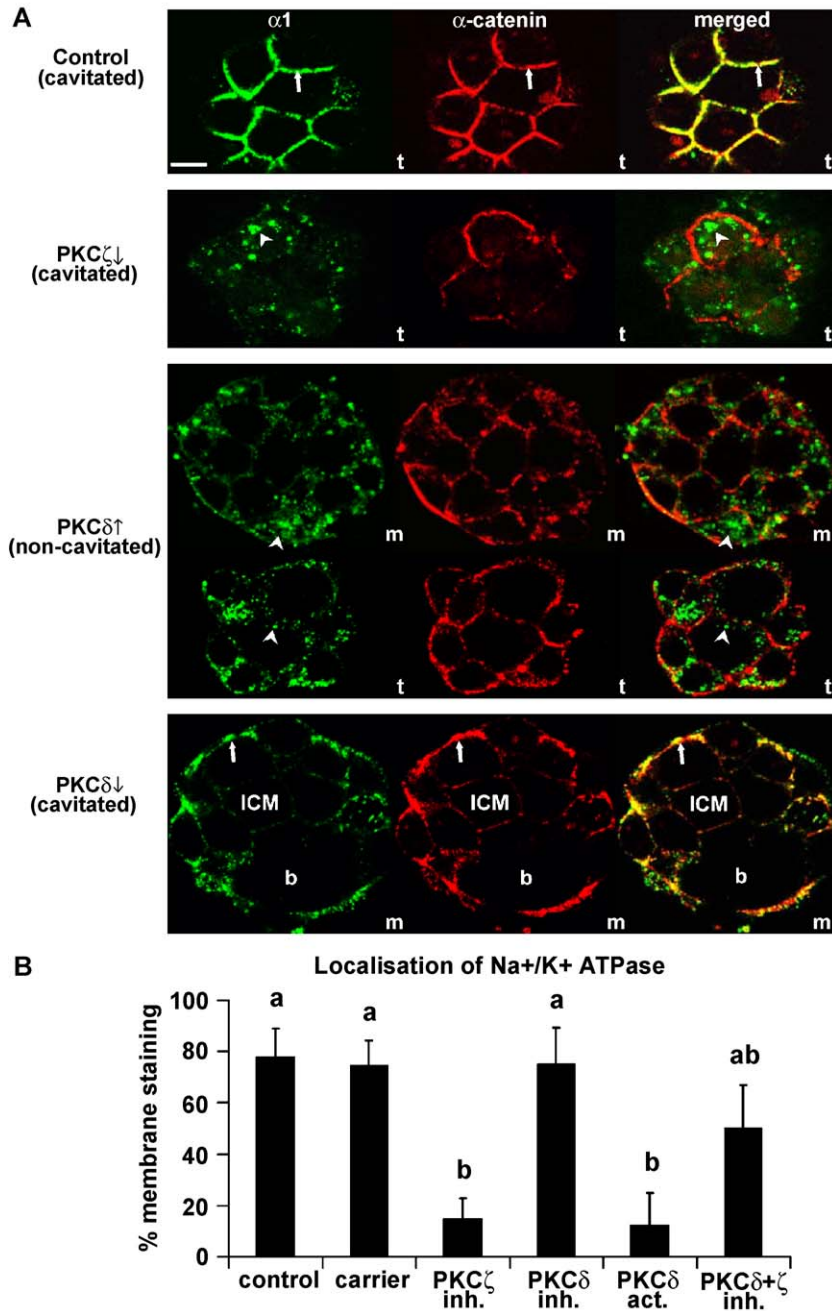 A
α1 α-catenin merged
Control
(cavitated)
t t t
PKCζ↓
(cavitated)
t t t
PKCδ↑
(non-cavitated)
m m m
t t t
PKCδ↓
(cavitated)
ICM ICM
b b
m m m
B
Localisation of Na+/K+ ATPase
% membrane staining
100
80
60
40
20
0
a a b a b ab
control carrier PKCζ inh. PKCδ inh. PKCδ act. PKCδ+ζ inh.